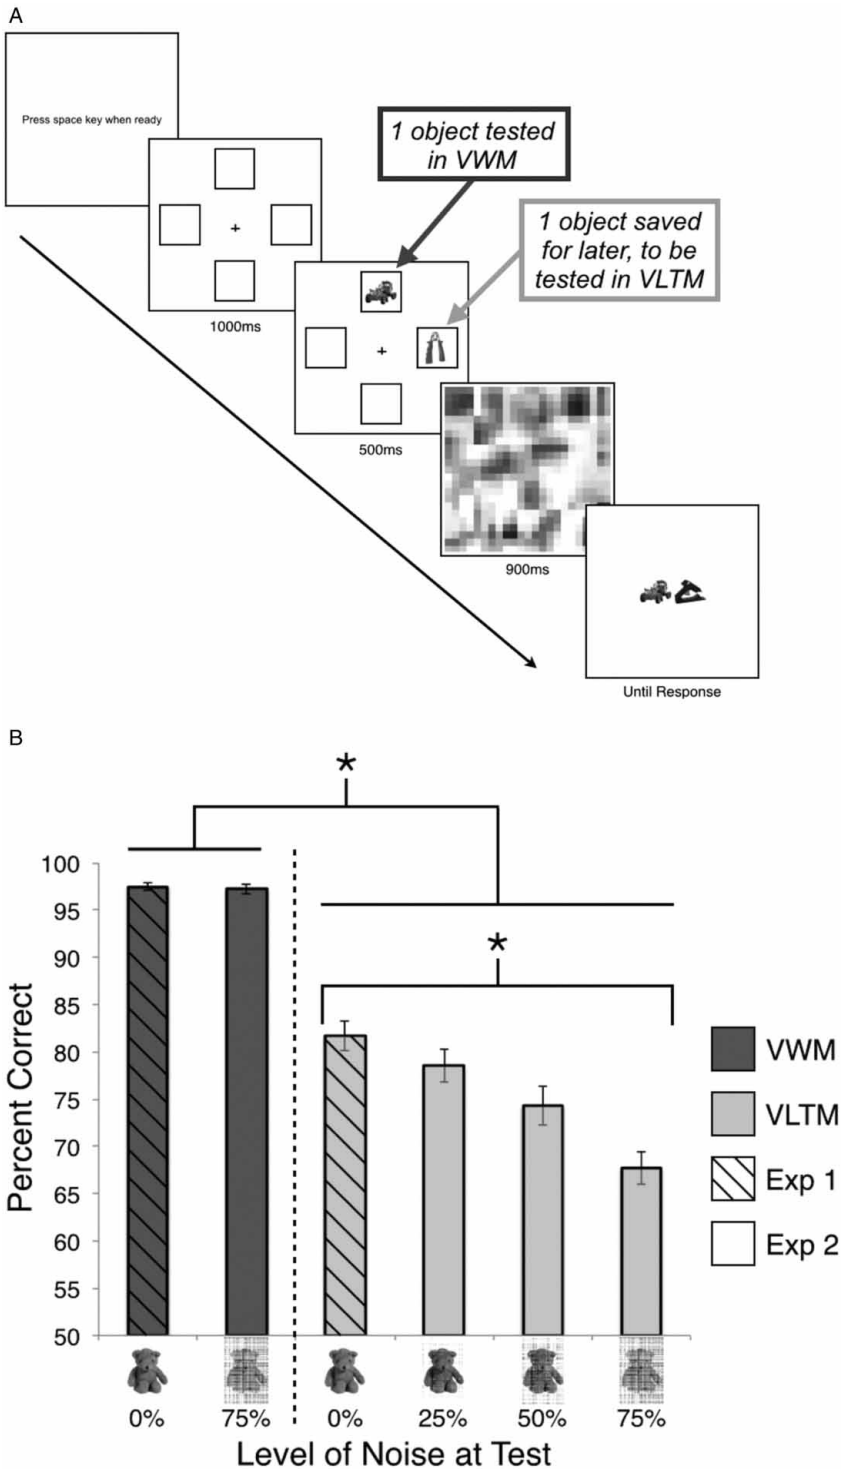 A
Press space key when ready
1 object tested
in VWM
1 object saved
for later, to be
tested in VLTM
1000ms
500ms
900ms
Until Response
B
*
*
100
95
90
85
80
75
70
65
60
55
50
Percent Correct
VWM
VLTM
Exp 1
Exp 2
0% 75% 0% 25% 50% 75%
Level of Noise at Test